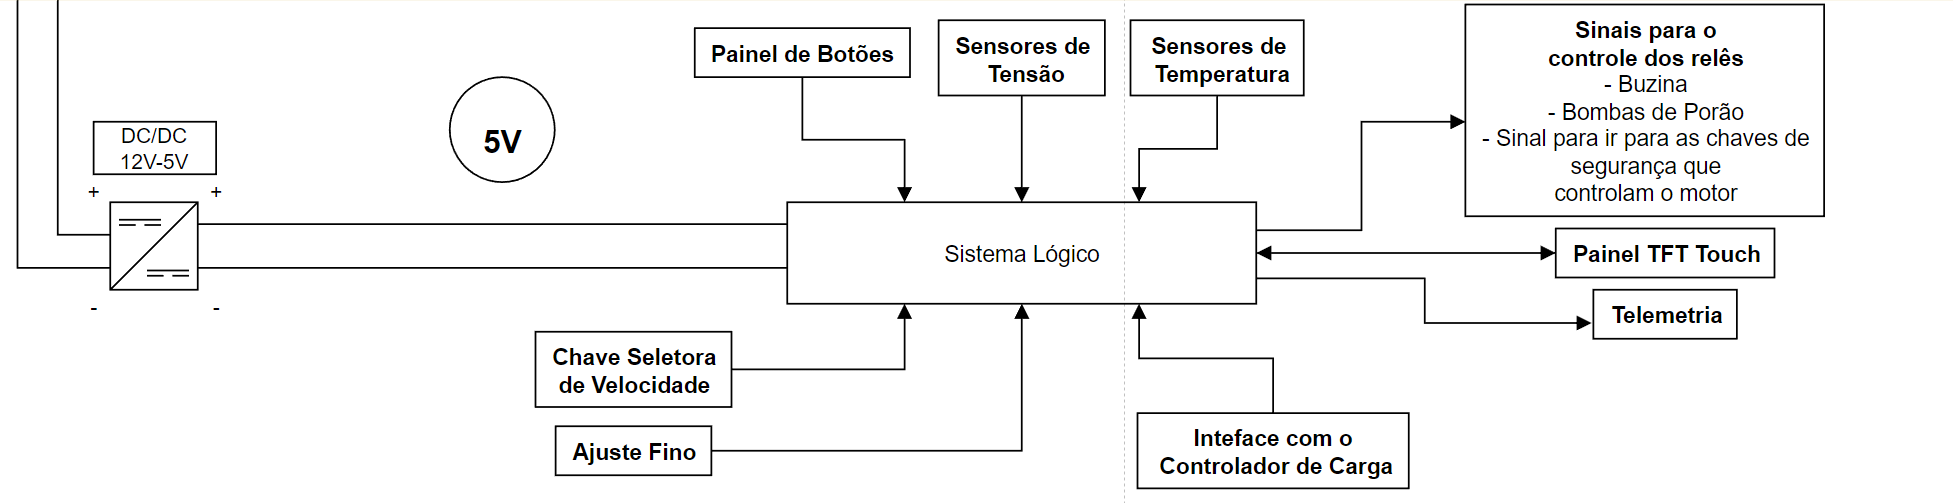 DC/DC
12V-5V
+
+
-
-
5V
Painel de Botões
Sensores de
Tensão
Sensores de
Temperatura
Sinais para o
controle dos relês
- Buzina
- Bombas de Porão
- Sinal para ir para as chaves de
segurança que
controlam o motor
Sistema Lógico
Painel TFT Touch
Telemetria
Chave Seletora
de Velocidade
Ajuste Fino
Inteface com o
Controlador de Carga